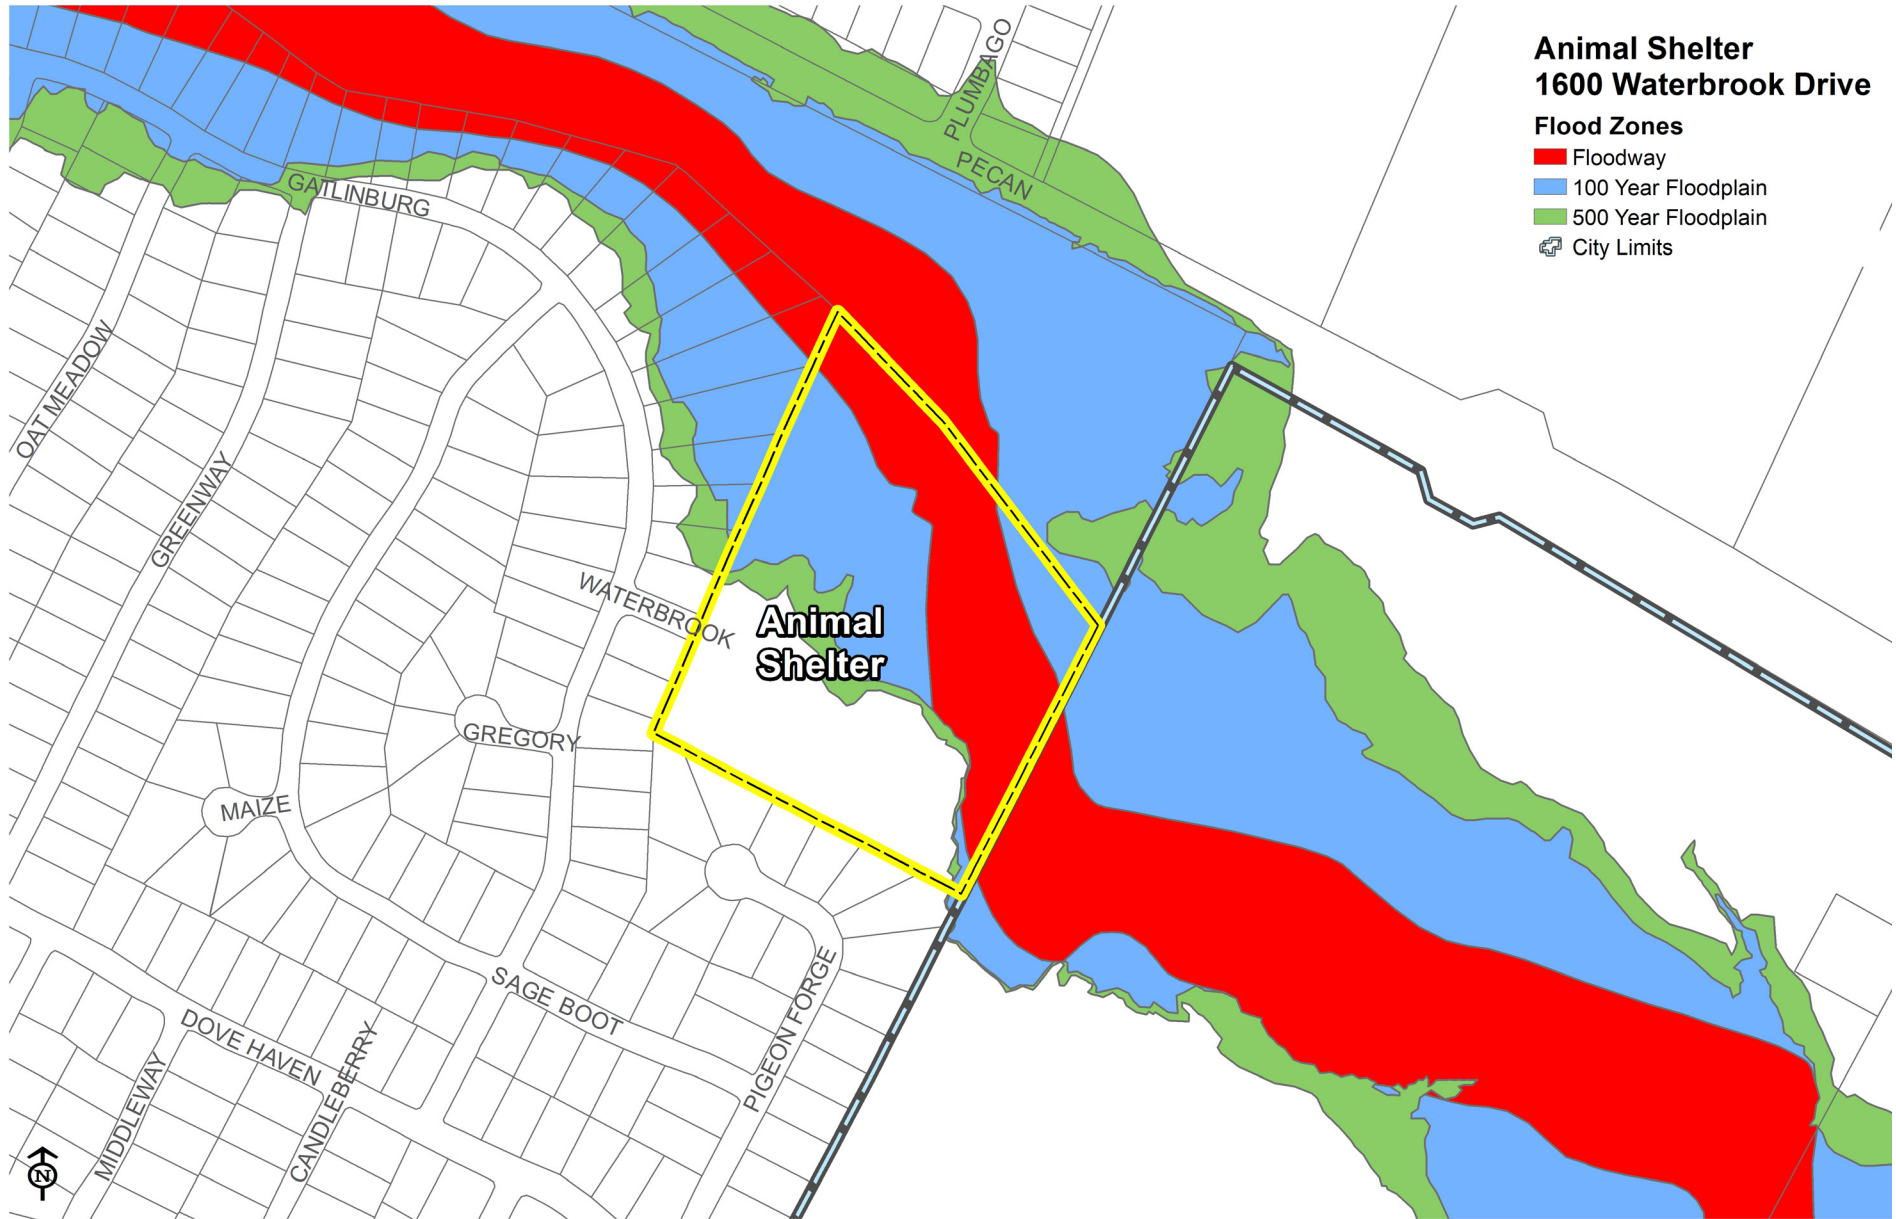 Animal Shelter
1600 Waterbrook Drive
Flood Zones
Floodway
100 Year Floodplain
500 Year Floodplain
City Limits
PLUMBAGO
PECAN
GATLINBURG
OAT MEADOW
GREENWAY
WATERBROOK
Animal
Shelter
GREGORY
MAIZE
SAGE BOOT
PIGEON FORGE
DOVE HAVEN
CANDLEBERRY
MIDDLEWAY
N